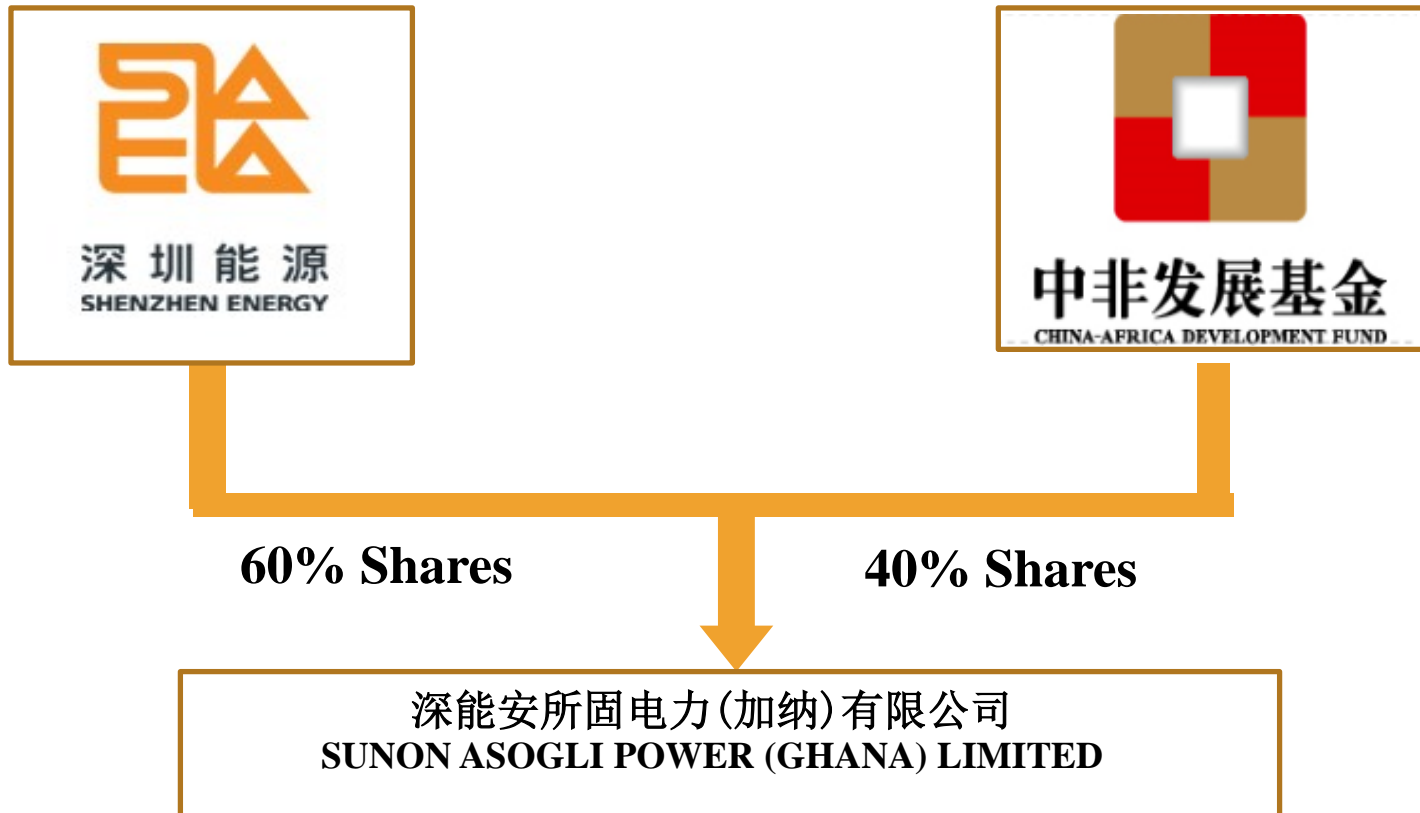 深圳能源
SHENZHEN ENERGY
中非发展基金
CHINA-AFRICA DEVELOPMENT FUND
60% Shares
40% Shares
深能安所固电力(加纳)有限公司
SUNON ASOGLI POWER (GHANA) LIMITED